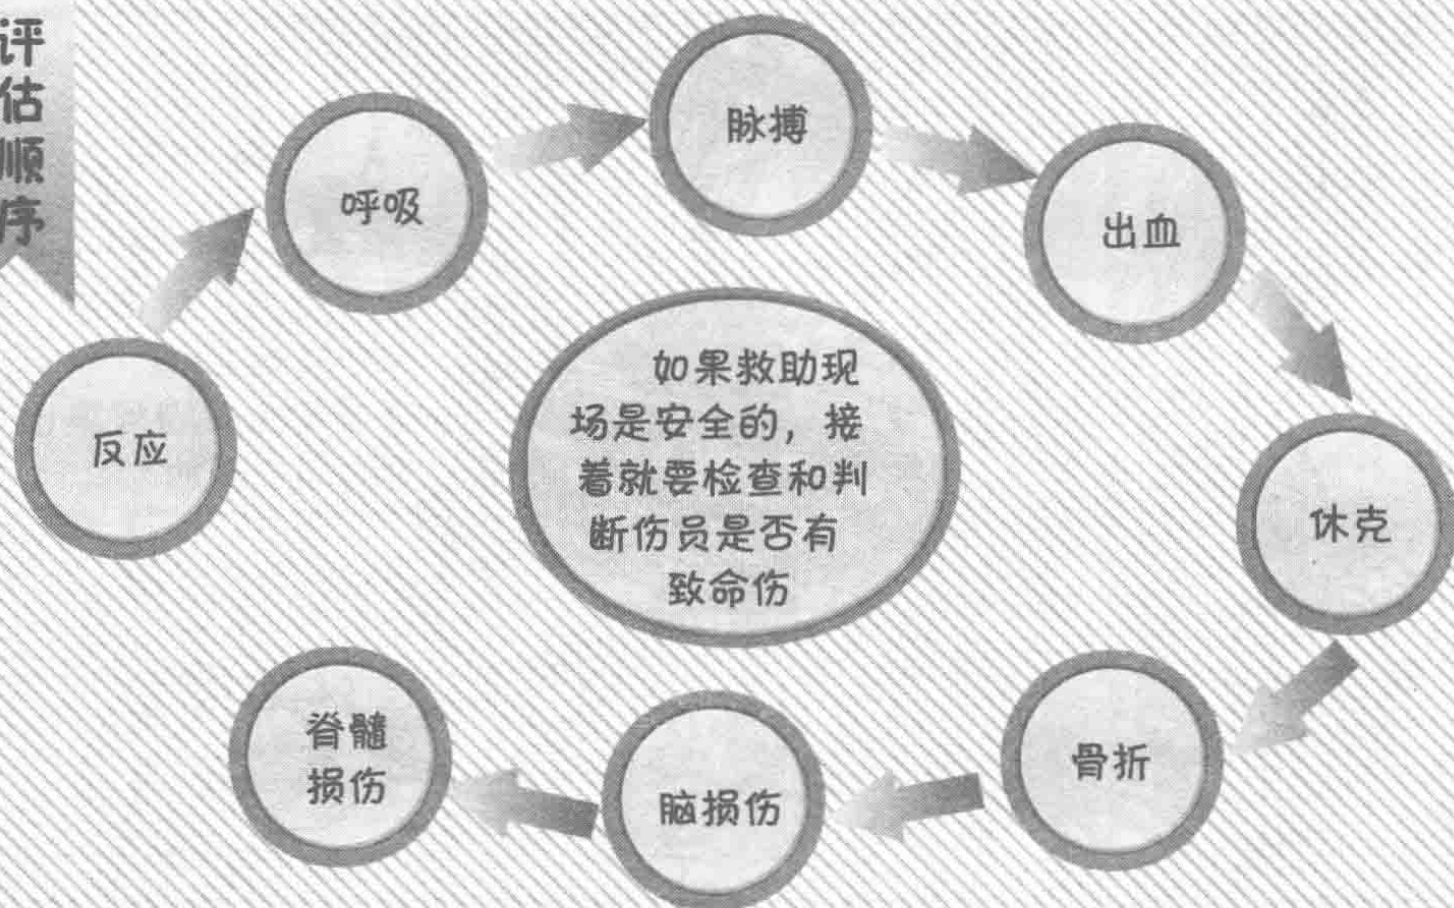 评估顺序
反应
呼吸
脉搏
出血
休克
骨折
脑损伤
脊髓
损伤
如果救助现
场是安全的，接
着就要检查和判
断伤员是否有
致命伤